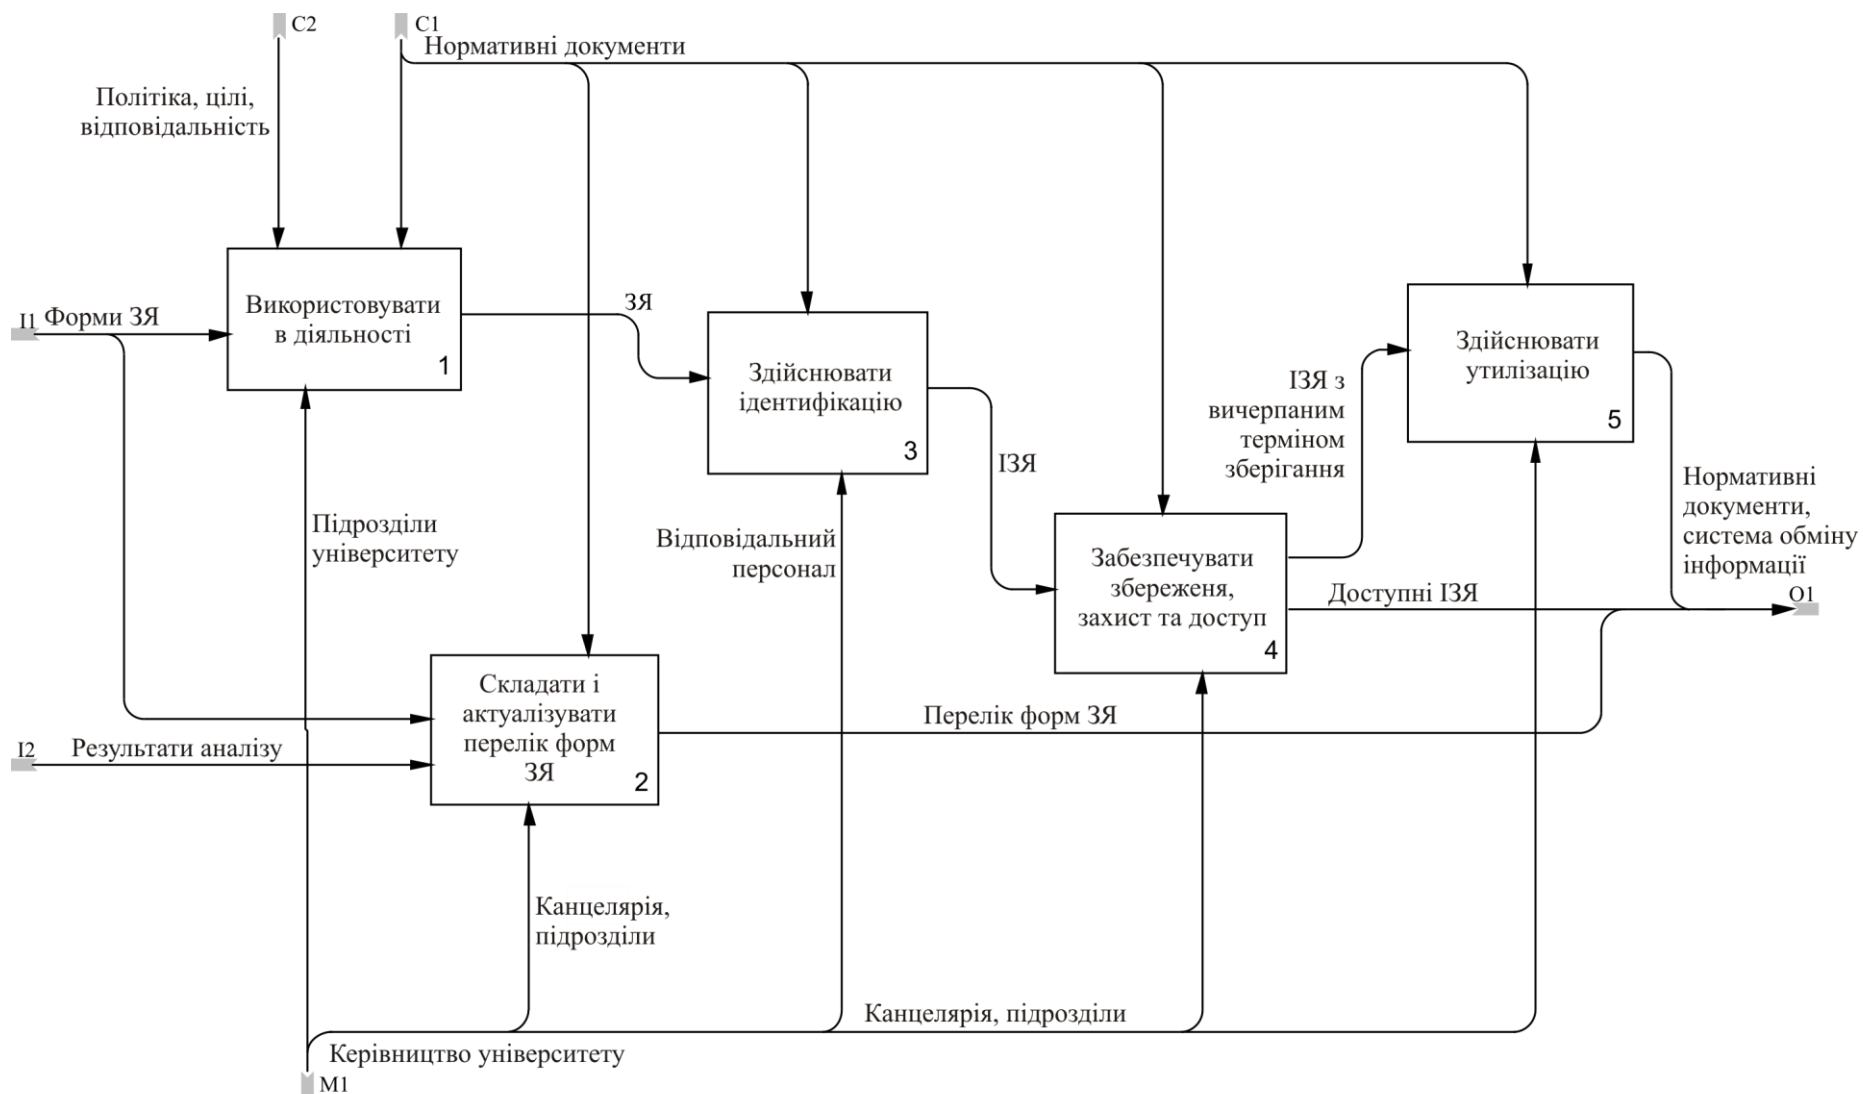 C2
C1
Нормативні документи
Політіка, цілі,
відповідальність
I1
Форми ЗЯ
Використовувати
в діяльності
1
ЗЯ
Здійснювати
ідентифікацію
3
ІЗЯ
ІЗЯ з
вичерпаним
терміном
зберігання
Здійснювати
утилізацію
5
Нормативні
документи,
система обміну
інформації
O1
Підрозділи
університету
Відповідальний
персонал
Забезпечувати
збереженя,
захист та доступ
4
Доступні ІЗЯ
I2
Результати аналізу
Складати і
актуалізувати
перелік форм
ЗЯ
2
Перелік форм ЗЯ
Канцелярія,
підрозділи
Канцелярія, підрозділи
Керівництво університету
M1